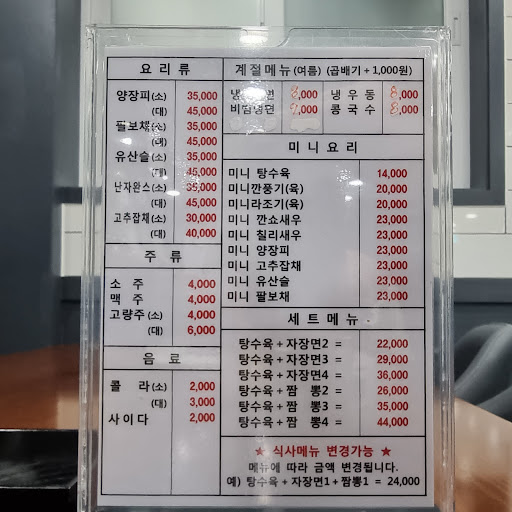 요 리 류
양장피(소) 35,000
(대) 45,000
팔보채(소) 35,000
(대) 45,000
유산슬(소) 35,000
(대) 45,000
난자완스(소) 35,000
(대) 45,000
고추잡채(소) 30,000
(대) 40,000
주 류
소 주 4,000
맥 주 4,000
고량주(소) 4,000
(대) 6,000
음 료
콜 라(소) 2,000
(대) 3,000
사이다 2,000
계절메뉴(여름) (곱배기+1,000원)
냉 우 동 8,000
비빔냉면
콩 국 수
미 니 요 리
미니 탕수육 14,000
미니깐풍기(육) 20,000
미니라조기(육) 20,000
미니 깐쇼새우 23,000
미니 칠리새우 23,000
미니 양장피 23,000
미니 고추잡채 23,000
미니 유산슬 23,000
미니 팔보채 23,000
세 트 메 뉴
탕수육+자장면2 = 22,000
탕수육+자장면3 = 29,000
탕수육+자장면4 = 36,000
탕수육+짬 뽕2 = 26,000
탕수육+짬 뽕3 = 35,000
탕수육+짬 뽕4 = 44,000
★ 식사메뉴 변경가능 ★
메뉴에 따라 금액 변경됩니다.
예) 탕수육+자장면1+짬뽕1 = 24,000